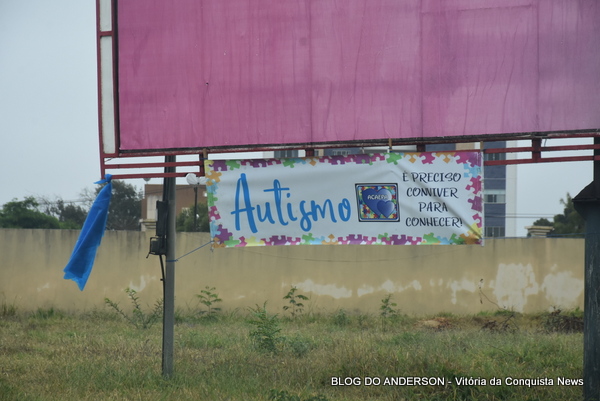 Autismo
É PRECISO
CONVIVER
PARA
CONHECER!
BLOG DO ANDERSON - Vitória da Conquista News